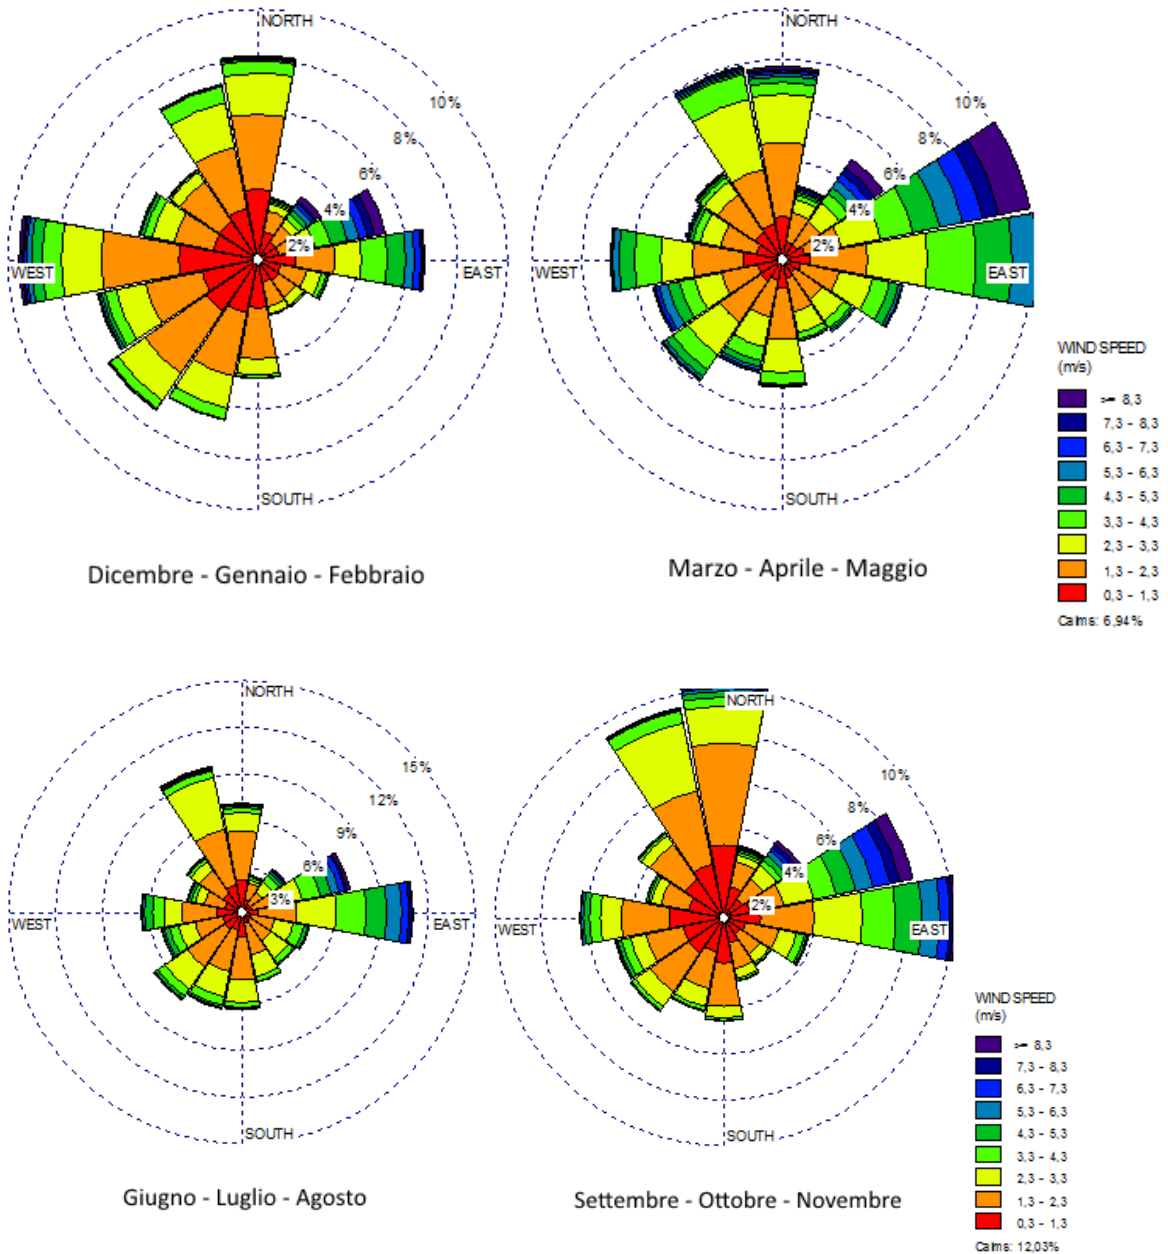 NORTH
10%
8%
6%
4%
2%
WEST
EAST
SOUTH
Dicembre - Gennaio - Febbraio
NORTH
10%
8%
6%
4%
2%
WEST
EAST
SOUTH
Marzo - Aprile - Maggio
WIND SPEED
(m/s)
>= 8,3
7,3 - 8,3
6,3 - 7,3
5,3 - 6,3
4,3 - 5,3
3,3 - 4,3
2,3 - 3,3
1,3 - 2,3
0,3 - 1,3
Calms: 6,94%
NORTH
15%
12%
9%
6%
3%
WEST
EAST
SOUTH
Giugno - Luglio - Agosto
NORTH
10%
8%
6%
4%
2%
WEST
EAST
SOUTH
Settembre - Ottobre - Novembre
WIND SPEED
(m/s)
>= 8,3
7,3 - 8,3
6,3 - 7,3
5,3 - 6,3
4,3 - 5,3
3,3 - 4,3
2,3 - 3,3
1,3 - 2,3
0,3 - 1,3
Calms: 12,03%